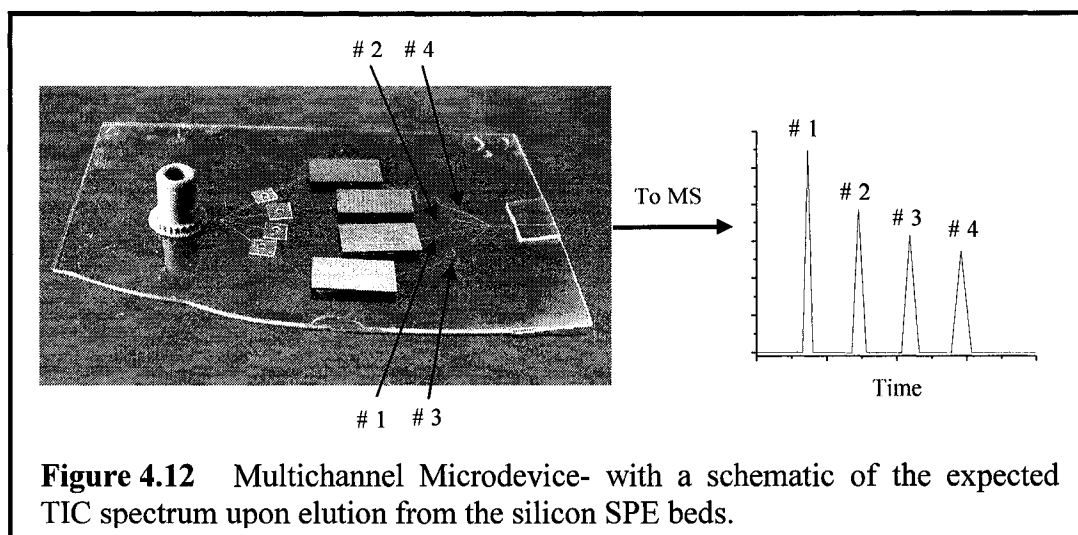 # 2 # 4
To MS
# 1
# 2
# 3
# 4
Time
# 1 # 3
Figure 4.12 Multichannel Microdevice- with a schematic of the expected
TIC spectrum upon elution from the silicon SPE beds.